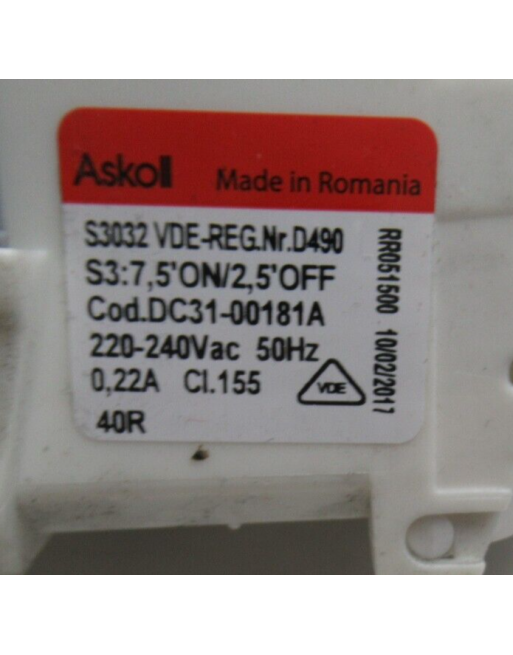 Askoll Made in Romania
S3032 VDE-REG.Nr.D490
S3:7,5'ON/2,5'OFF
Cod.DC31-00181A
220-240Vac 50Hz
0,22A Cl.155
VDE
40R
RR051500 10/02/2017